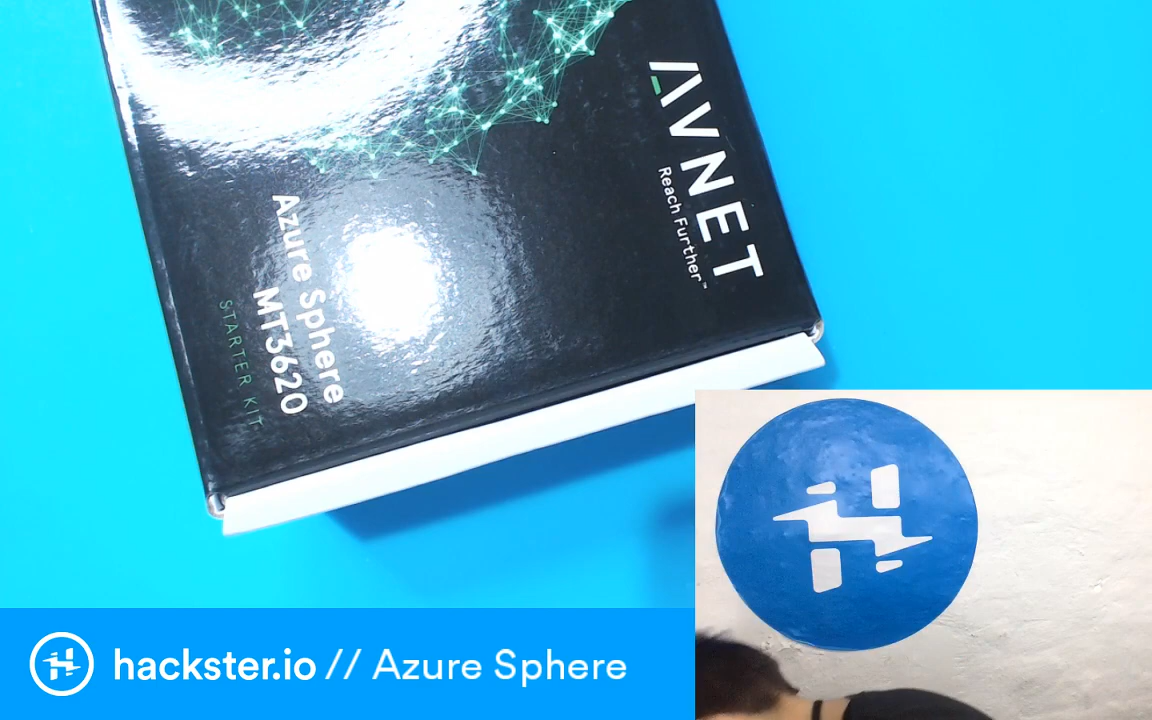 AVNET
Reach Further™
Azure Sphere
MT3620
STARTER KIT
hackster.io // Azure Sphere